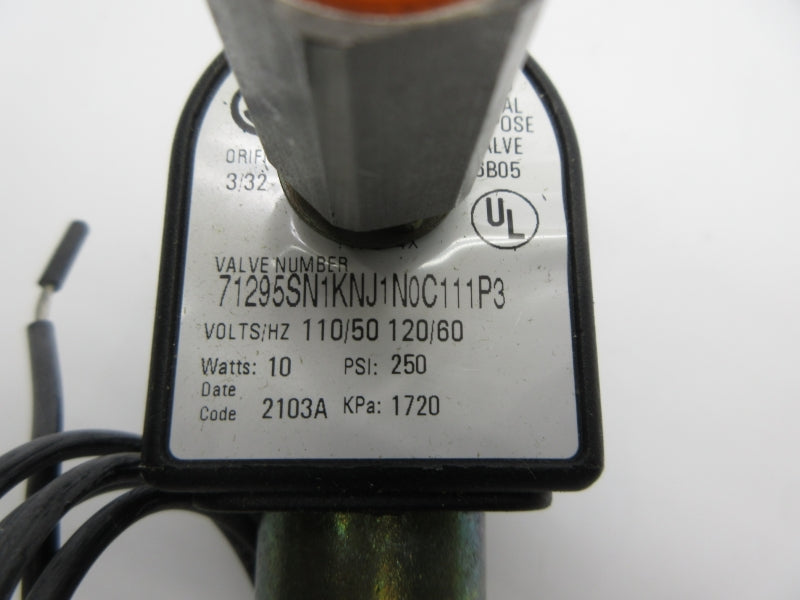 ORIF
3/32
AL
OSE
ALVE
6B05
UL
VALVE NUMBER
71295SN1KNJ1N0C111P3
VOLTS/HZ 110/50 120/60
Watts: 10 PSI: 250
Date
Code 2103A KPa: 1720